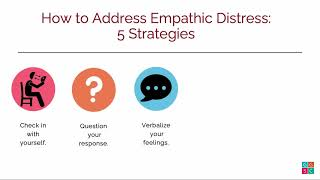 How to Address Empathic Distress:
5 Strategies
?
Check in
with
yourself.
Question
your
response.
Verbalize
your
feelings.